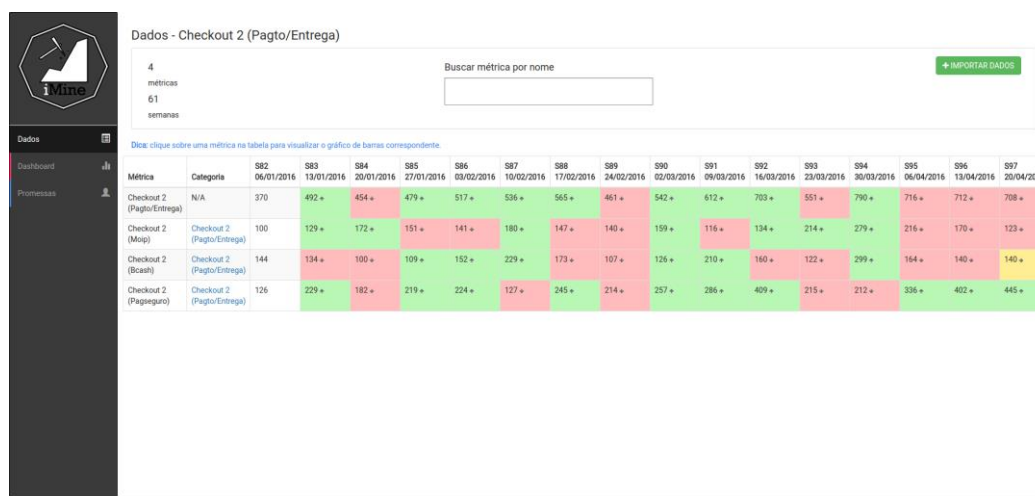 iMine
Dados
Dashboard
Promessas
Dados - Checkout 2 (Pagto/Entrega)
4
métricas
61
semanas
Buscar métrica por nome
+ IMPORTAR DADOS
Dica: clique sobre uma métrica na tabela para visualizar o gráfico de barras correspondente.
S82 S83 S84 S85 S86 S87 S88 S89 S90 S91 S92 S93 S94 S95 S96 S97
Métrica Categoria 06/01/2016 13/01/2016 20/01/2016 27/01/2016 03/02/2016 10/02/2016 17/02/2016 24/02/2016 02/03/2016 09/03/2016 16/03/2016 23/03/2016 30/03/2016 06/04/2016 13/04/2016 20/04/20
Checkout 2 N/A 370 492 + 454 + 479 + 517 + 536 + 565 + 461 + 542 + 612 + 703 + 551 + 790 + 716 + 712 + 708 +
(Pagto/Entrega)
Checkout 2 Checkout 2 100 129 + 172 + 151 + 141 + 180 + 147 + 140 + 159 + 116 + 134 + 214 + 279 + 216 + 170 + 123 +
(Moip) (Pagto/Entrega)
Checkout 2 Checkout 2 144 134 + 100 + 109 + 152 + 229 + 173 + 107 + 126 + 210 + 160 + 122 + 299 + 164 + 140 + 140 +
(Bcash) (Pagto/Entrega)
Checkout 2 Checkout 2 126 229 + 182 + 219 + 224 + 127 + 245 + 214 + 257 + 286 + 409 + 215 + 212 + 336 + 402 + 445 +
(Pagseguro) (Pagto/Entrega)